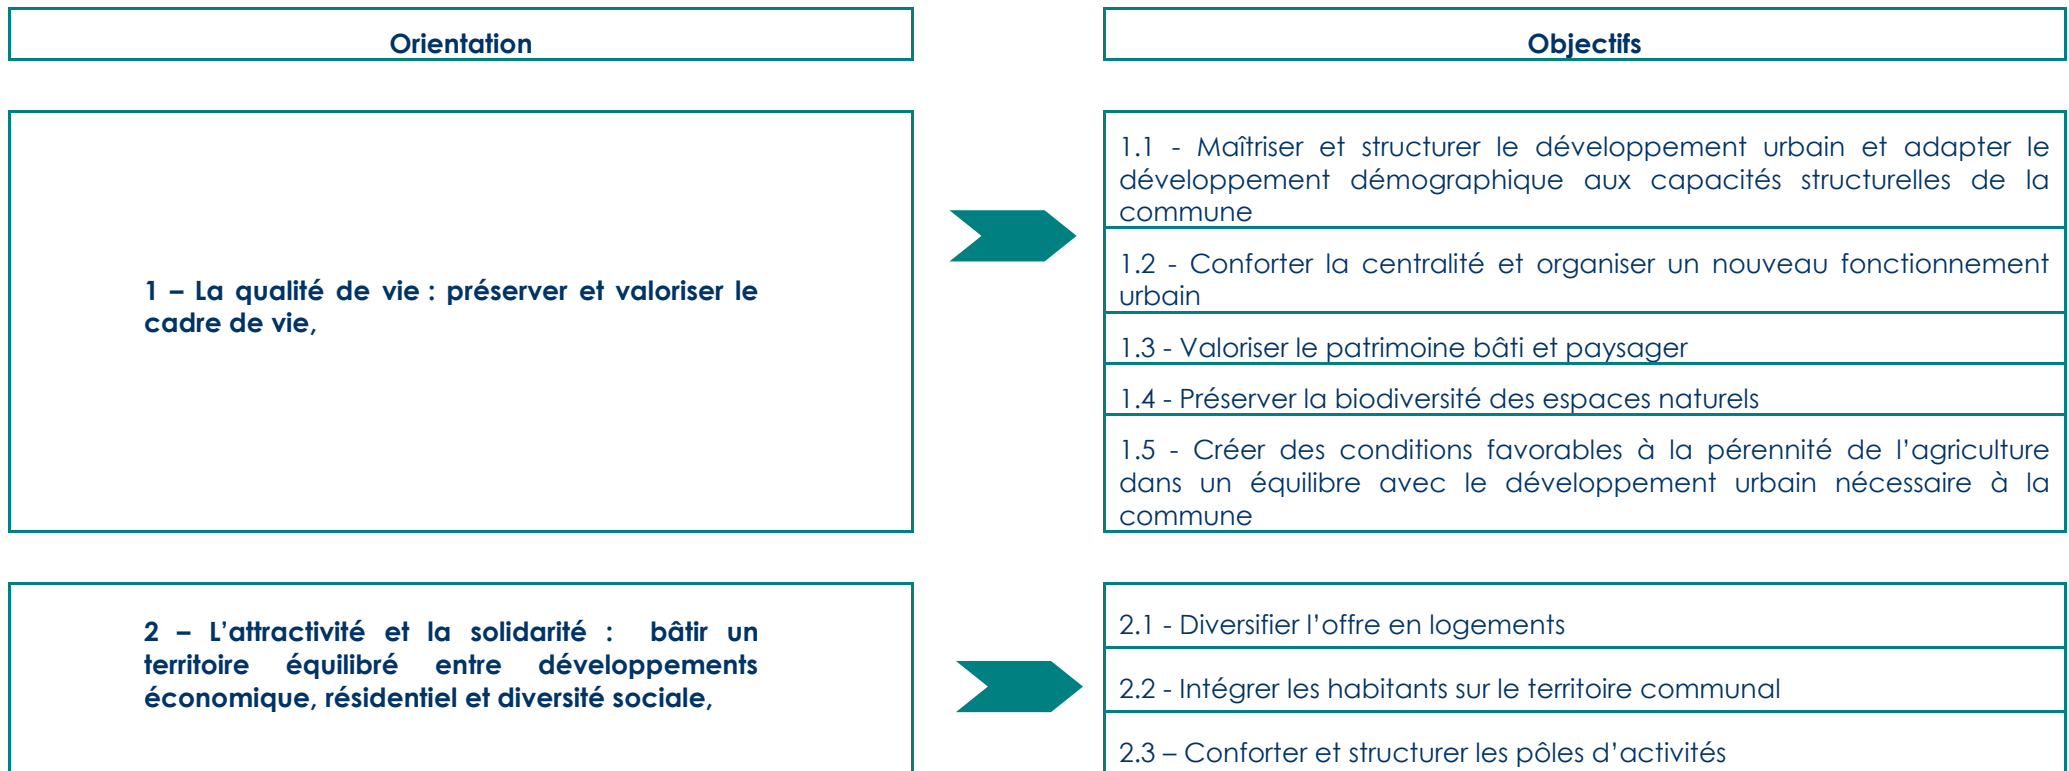 Orientation
Objectifs
1 – La qualité de vie : préserver et valoriser le
cadre de vie,
1.1 - Maîtriser et structurer le développement urbain et adapter le
développement démographique aux capacités structurelles de la
commune
1.2 - Conforter la centralité et organiser un nouveau fonctionnement
urbain
1.3 - Valoriser le patrimoine bâti et paysager
1.4 - Préserver la biodiversité des espaces naturels
1.5 - Créer des conditions favorables à la pérennité de l’agriculture
dans un équilibre avec le développement urbain nécessaire à la
commune
2 – L’attractivité et la solidarité : bâtir un
territoire équilibré entre développements
économique, résidentiel et diversité sociale,
2.1 - Diversifier l’offre en logements
2.2 - Intégrer les habitants sur le territoire communal
2.3 – Conforter et structurer les pôles d’activités